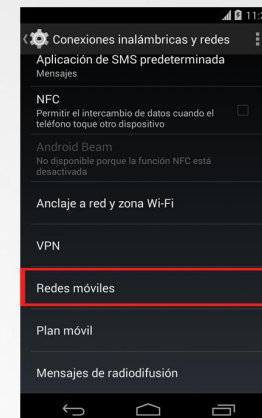 11:
Conexiones inalámbricas y redes
Aplicación de SMS predeterminada
Mensajes
NFC
Permitir el intercambio de datos cuando el
teléfono toque otro dispositivo
Android Beam
No disponible porque la función NFC está
desactivada
Anclaje a red y zona Wi-Fi
VPN
Redes móviles
Plan móvil
Mensajes de radiodifusión